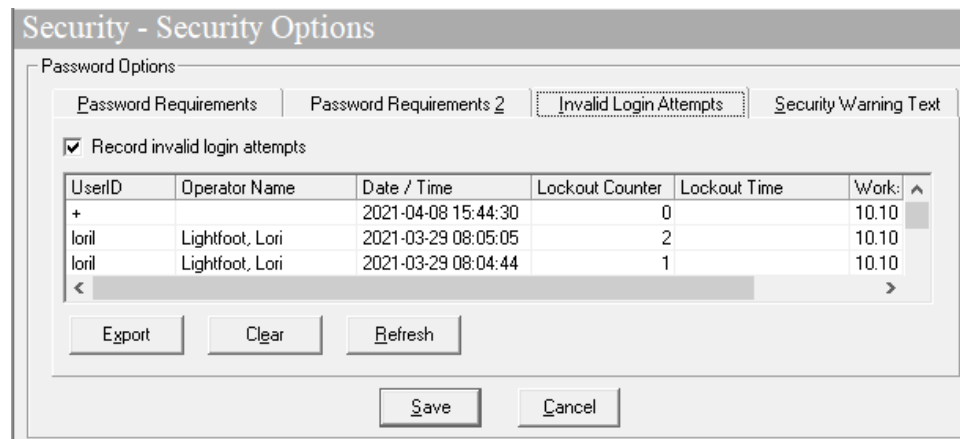 Security - Security Options
Password Options
Password Requirements Password Requirements 2 Invalid Login Attempts Security Warning Text
Record invalid login attempts
UserID Operator Name Date / Time Lockout Counter Lockout Time Work:
+ 2021-04-08 15:44:30 0 10.10
loril Lightfoot, Lori 2021-03-29 08:05:05 2 10.10
loril Lightfoot, Lori 2021-03-29 08:04:44 1 10.10
Export Clear Refresh
Save Cancel